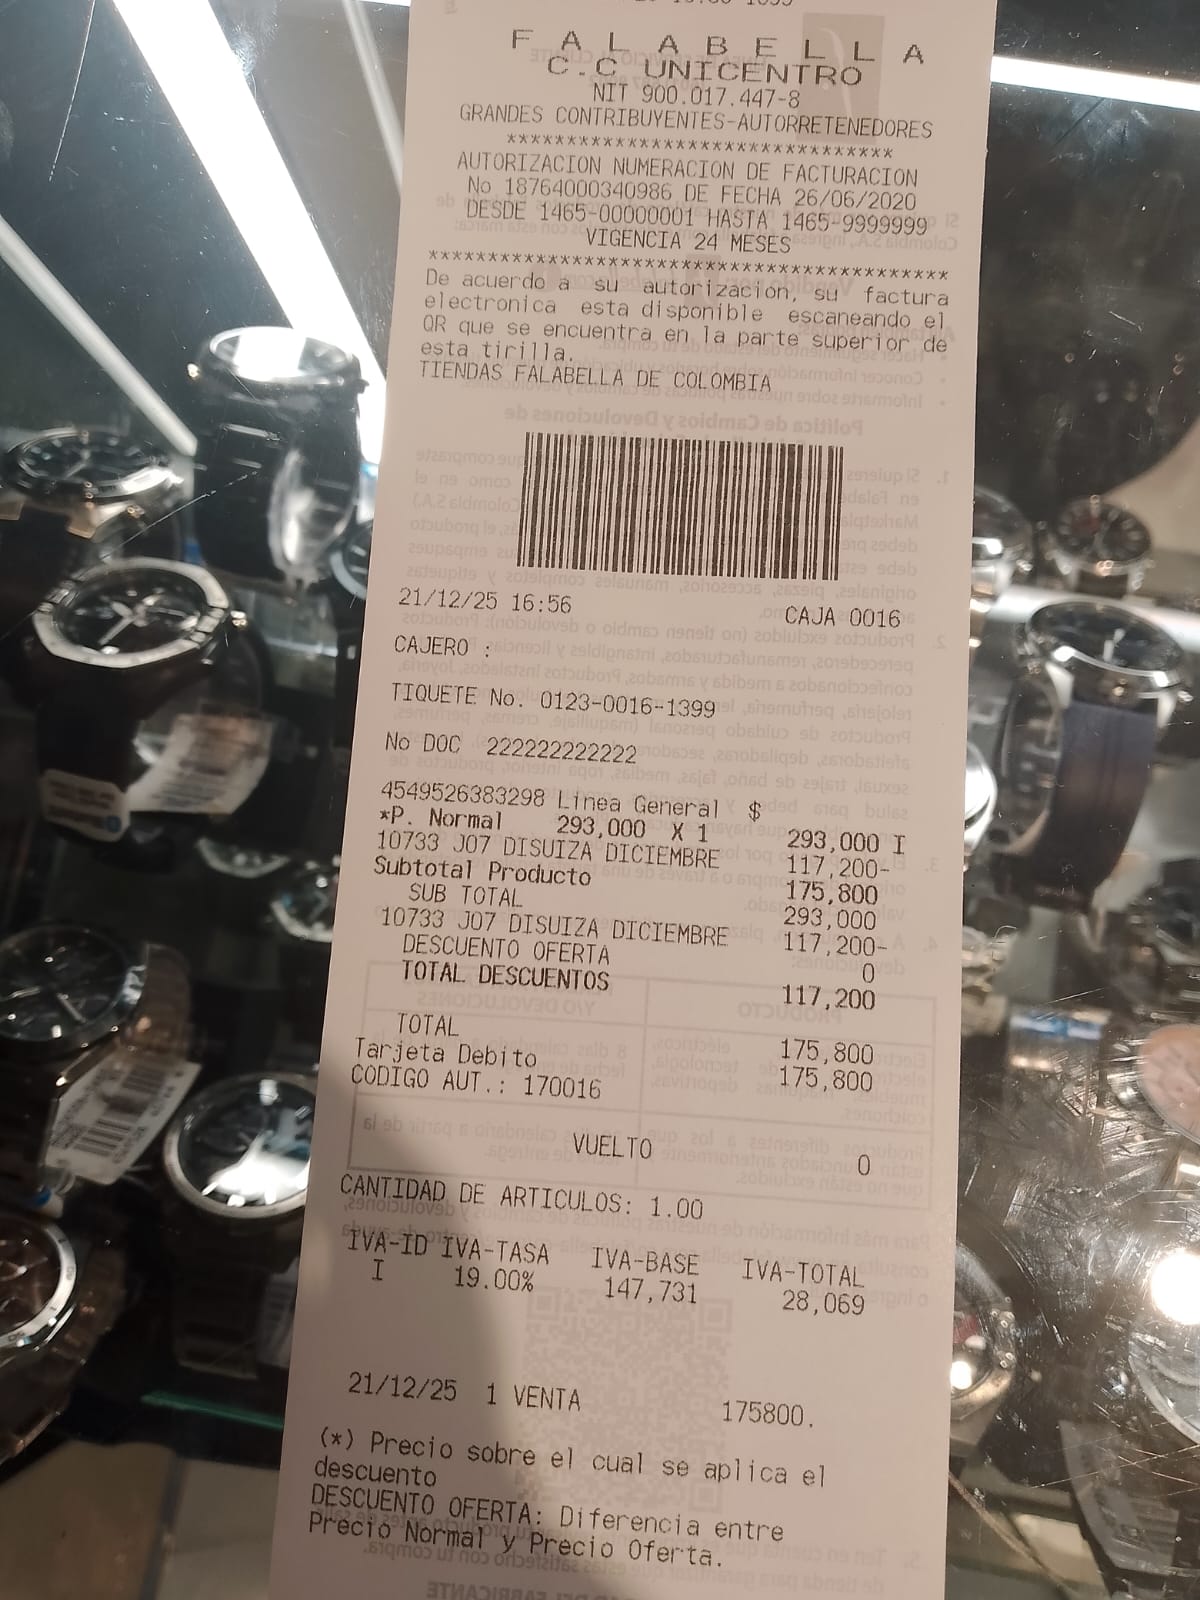 F A L A B E L L A
C.C UNICENTRO
NIT 900.017.447-8
GRANDES CONTRIBUYENTES-AUTORRETENEDORES
********************************
AUTORIZACION NUMERACION DE FACTURACION
No 18764000340986 DE FECHA 26/06/2020
DESDE 1465-00000001 HASTA 1465-9999999
VIGENCIA 24 MESES
********************************************
De acuerdo a su autorizacion, su factura
electronica esta disponible escaneando el
QR que se encuentra en la parte superior de
esta tirilla.
TIENDAS FALABELLA DE COLOMBIA
21/12/25 16:56 CAJA 0016
CAJERO :
TIQUETE No. 0123-0016-1399
No DOC 222222222222
4549526383298 Linea General $
*P. Normal 293,000 X 1 293,000 I
10733 J07 DISUIZA DICIEMBRE 117,200-
Subtotal Producto 175,800
SUB TOTAL 293,000
10733 J07 DISUIZA DICIEMBRE 117,200-
DESCUENTO OFERTA 0
TOTAL DESCUENTOS 117,200
TOTAL 175,800
Tarjeta Debito 175,800
CODIGO AUT.: 170016
VUELTO 0
CANTIDAD DE ARTICULOS: 1.00
IVA-ID IVA-TASA IVA-BASE IVA-TOTAL
I 19.00% 147,731 28,069
21/12/25 1 VENTA 175800.
(*) Precio sobre el cual se aplica el
descuento
DESCUENTO OFERTA: Diferencia entre
Precio Normal y Precio Oferta.